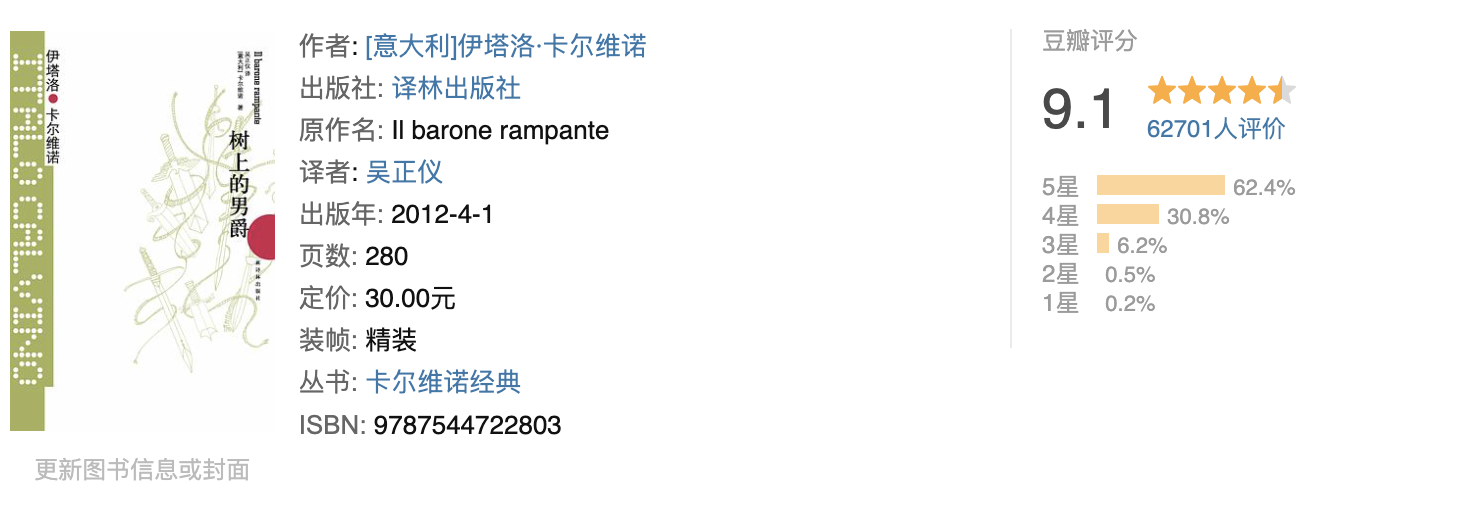 ITALO CALVINO
伊塔洛●卡尔维诺
Il barone rampante
[意大利] 卡尔维诺 著
吴正仪 译
树上的男爵
译林出版社
更新图书信息或封面
作者: [意大利]伊塔洛·卡尔维诺
出版社: 译林出版社
原作名: Il barone rampante
译者: 吴正仪
出版年: 2012-4-1
页数: 280
定价: 30.00元
装帧: 精装
丛书: 卡尔维诺经典
ISBN: 9787544722803
豆瓣评分
9.1
62701人评价
5星 62.4%
4星 30.8%
3星 6.2%
2星 0.5%
1星 0.2%